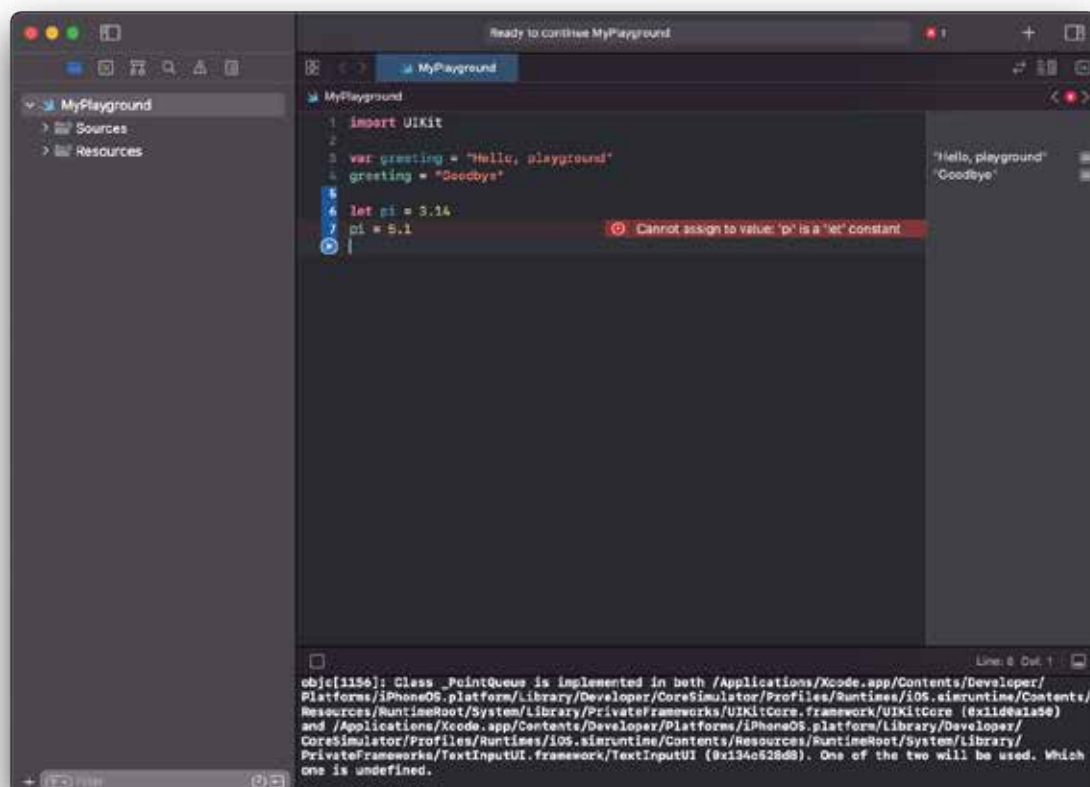 Ready to continue MyPlayground
1
MyPlayground
MyPlayground
Sources
Resources
MyPlayground
1 import UIKit
2
3 var greeting = "Hello, playground"
4 greeting = "Goodbye"
5
6 let pi = 3.14
7 pi = 5.1
Cannot assign to value: 'pi' is a 'let' constant
"Hello, playground"
"Goodbye"
Line: 8 Col: 1
objc[1156]: Class _PointQueue is implemented in both /Applications/Xcode.app/Contents/Developer/
Platforms/iPhoneOS.platform/Library/Developer/CoreSimulator/Profiles/Runtimes/iOS.simruntime/Contents/
Resources/RuntimeRoot/System/Library/PrivateFrameworks/UIKitCore.framework/UIKitCore (0x11d0a1a50)
and /Applications/Xcode.app/Contents/Developer/Platforms/iPhoneOS.platform/Library/Developer/
CoreSimulator/Profiles/Runtimes/iOS.simruntime/Contents/Resources/RuntimeRoot/System/Library/
PrivateFrameworks/TextInputUI.framework/TextInputUI (0x134c528d8). One of the two will be used. Which
one is undefined.
Filter